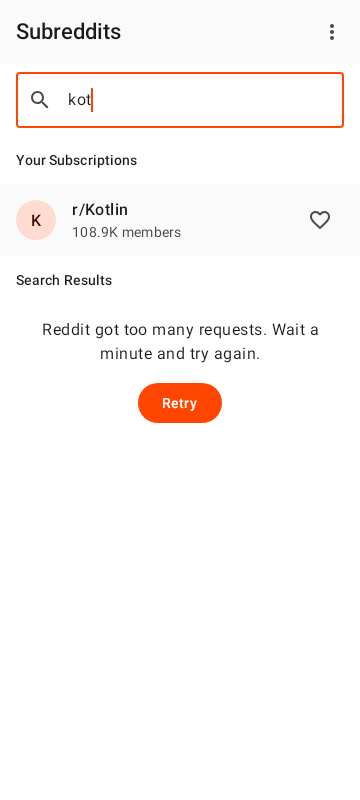 Subreddits
kot
Your Subscriptions
K
r/Kotlin
108.9K members
Search Results
Reddit got too many requests. Wait a
minute and try again.
Retry